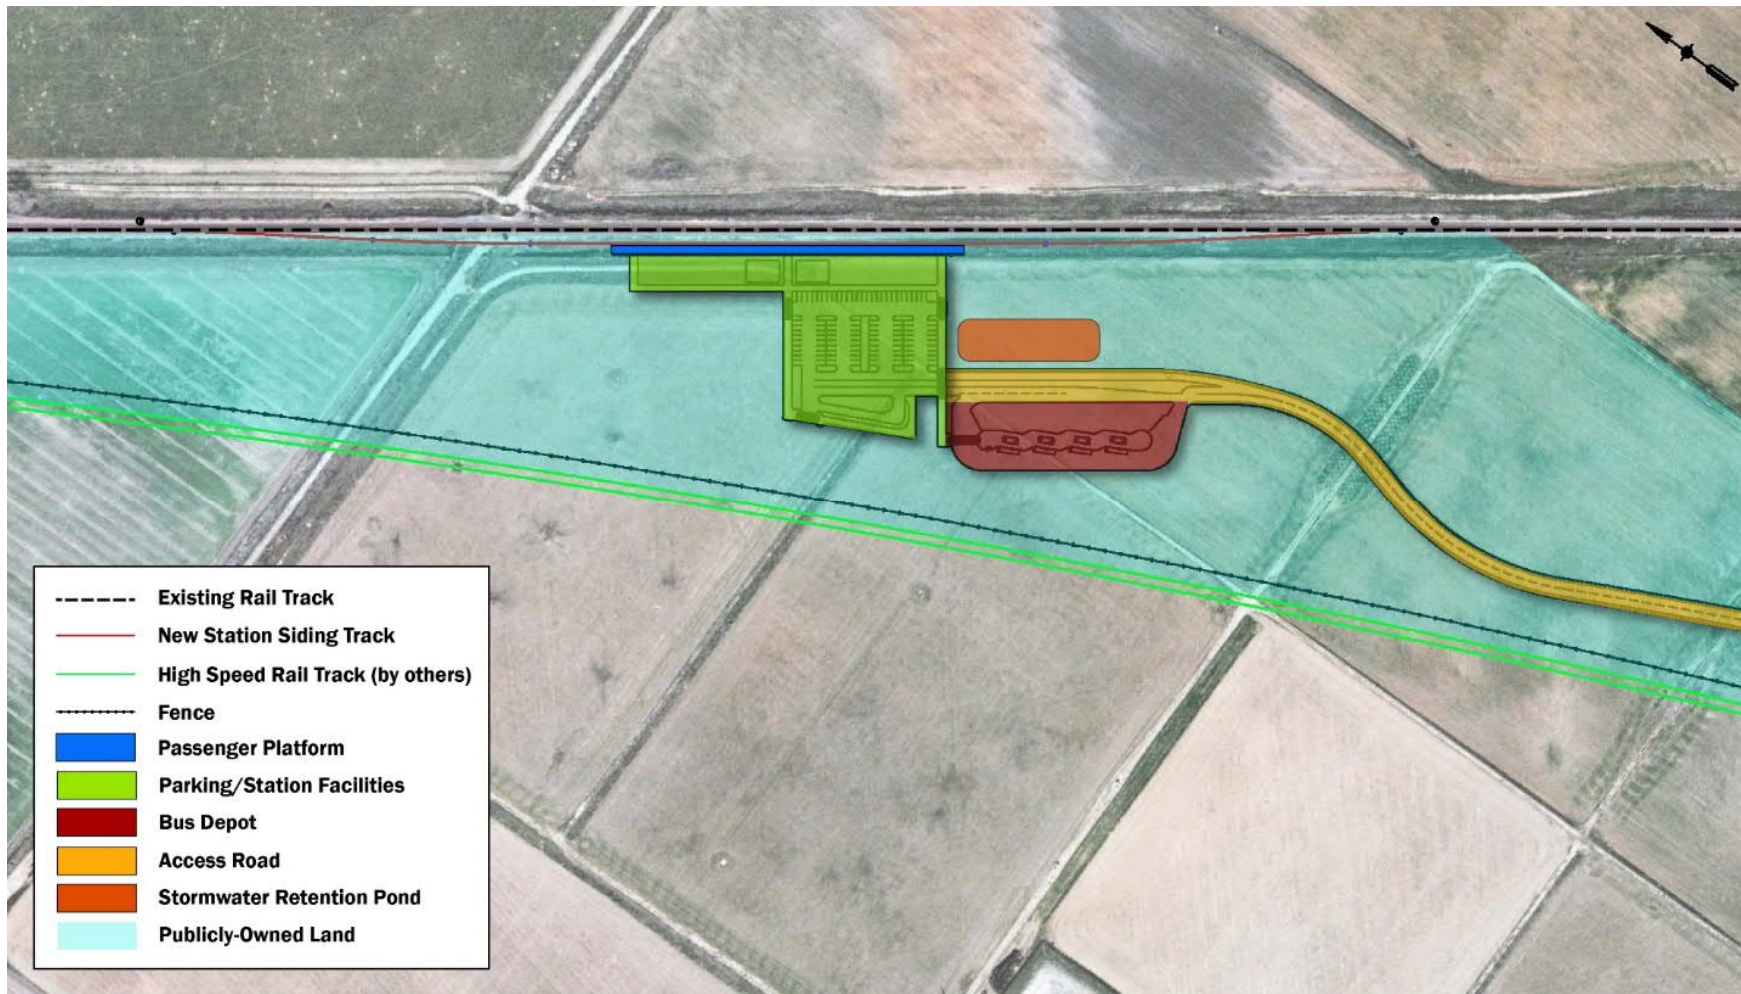 Existing Rail Track
New Station Siding Track
High Speed Rail Track (by others)
Fence
Passenger Platform
Parking/Station Facilities
Bus Depot
Access Road
Stormwater Retention Pond
Publicly-Owned Land